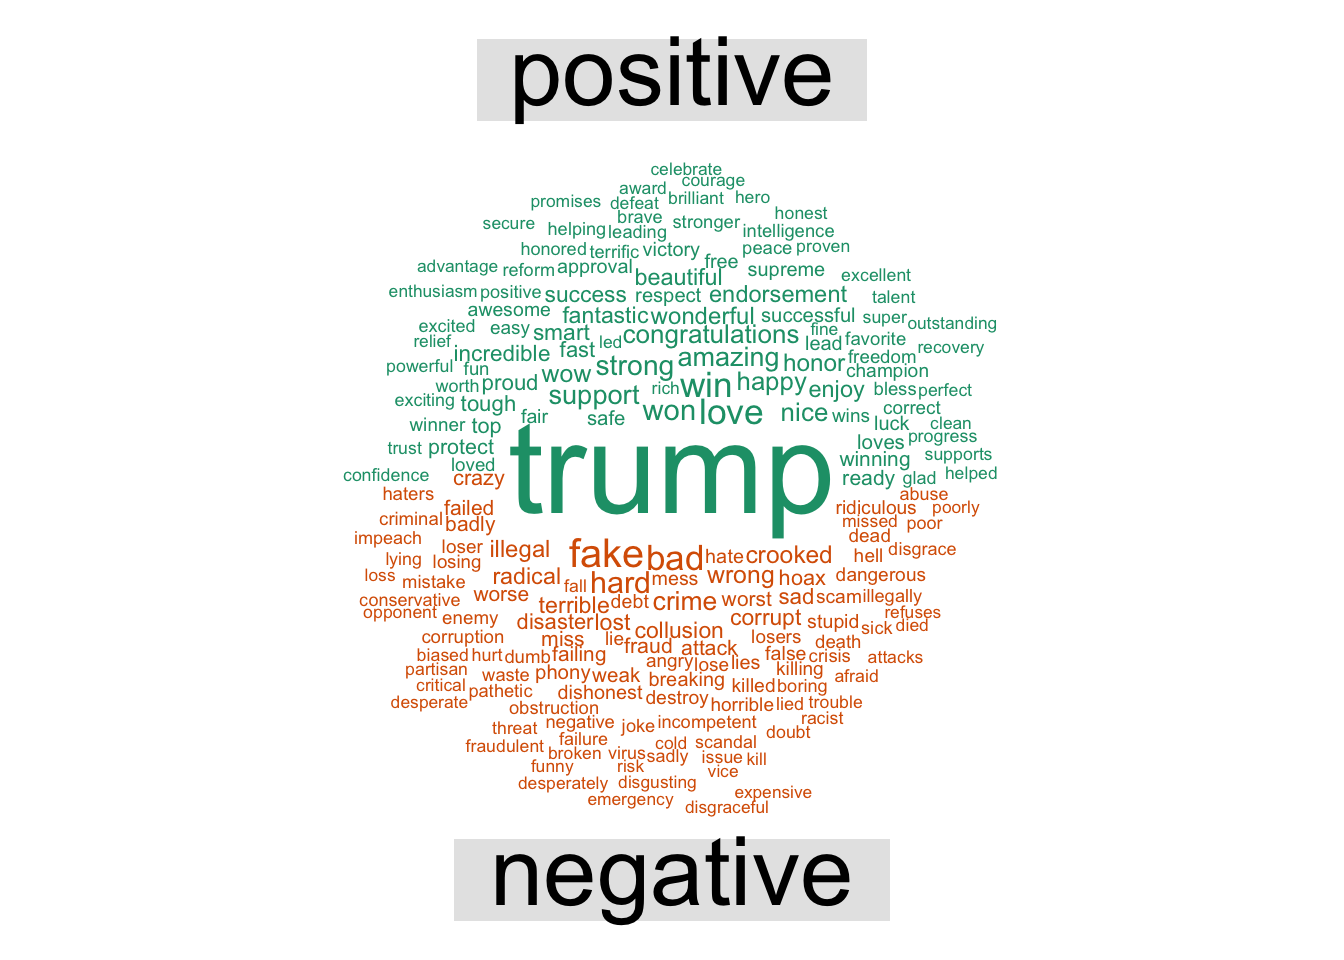 positive
celebrate
courage
award
promises defeat brilliant hero
secure brave stronger honest
helping leading intelligence
honored terrific victory peace proven
advantage reform approval free supreme excellent
beautiful
enthusiasm positive success respect endorsement talent
awesome fantastic wonderful successful super outstanding
excited easy smart led congratulations fine lead favorite recovery
relief incredible fast strong amazing honor freedom
powerful fun wow win happy champion
worth proud support rich enjoy bless perfect
exciting tough won love nice wins correct
winner top fair safe luck clean
trust protect loves progress
loved trump winning supports
confidence crazy ready glad helped
haters failed ridiculous abuse poorly
criminal badly missed poor
impeach dead
loser illegal fake bad hate crooked hell disgrace
lying losing
loss mistake radical fall hard mess wrong hoax dangerous
conservative worse terrible debt crime worst sad scam illegally
opponent enemy disaster lost corrupt stupid refuses
corruption miss lie collusion losers death sick died
biased hurt dumb failing fraud attack false crisis attacks
partisan waste phony weak angry lose lies killing afraid
critical pathetic breaking killed boring
desperate dishonest destroy horrible lied trouble
obstruction
threat negative joke incompetent racist
fraudulent failure cold scandal doubt
broken virus sadly issue kill
funny risk vice
desperately disgusting
emergency expensive
disgraceful
negative